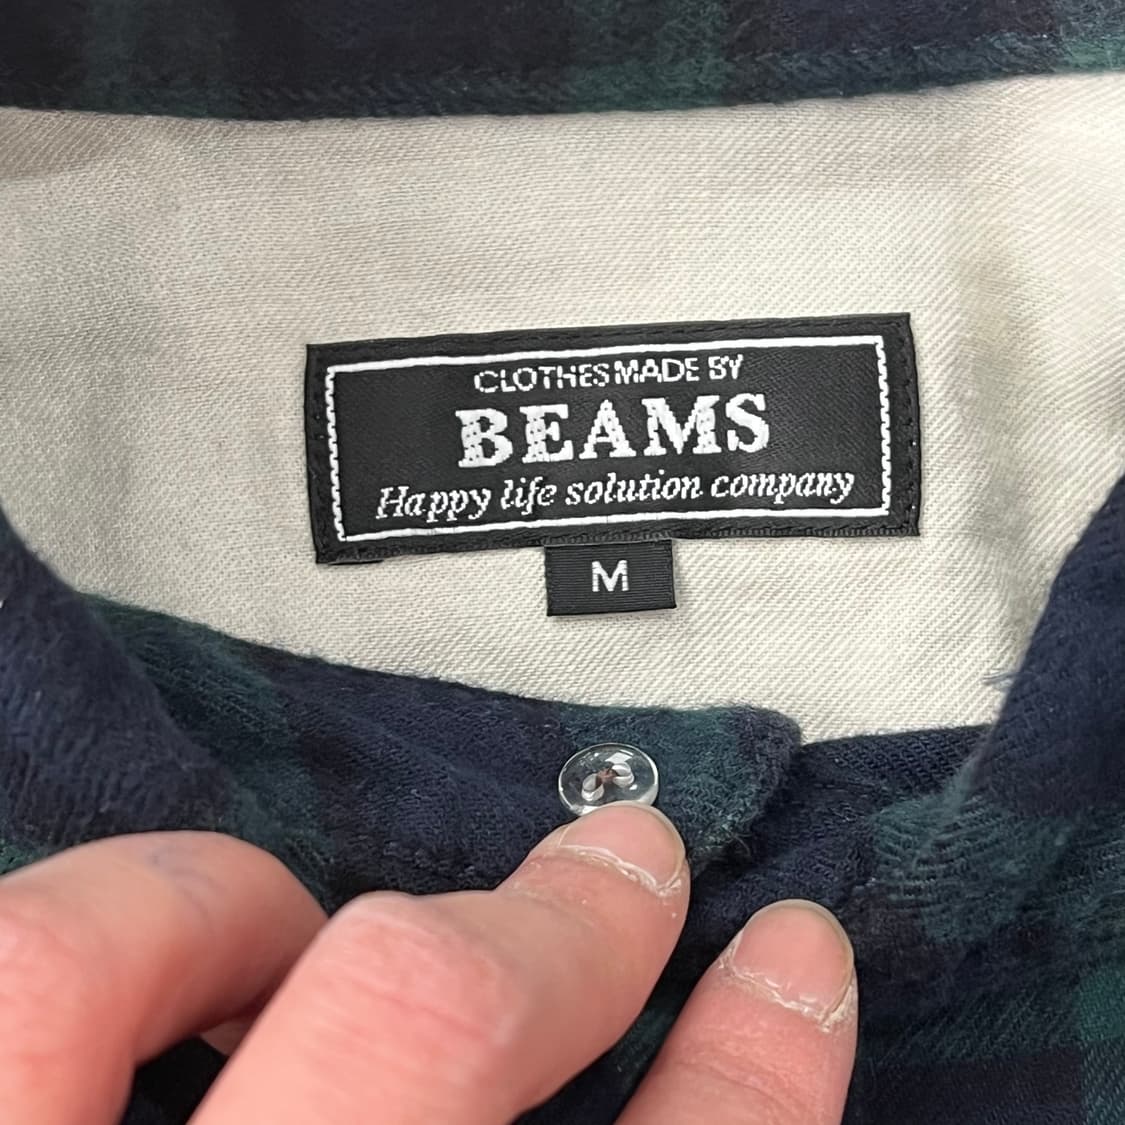 CLOTHES MADE BY
BEAMS
Happy life solution company
M